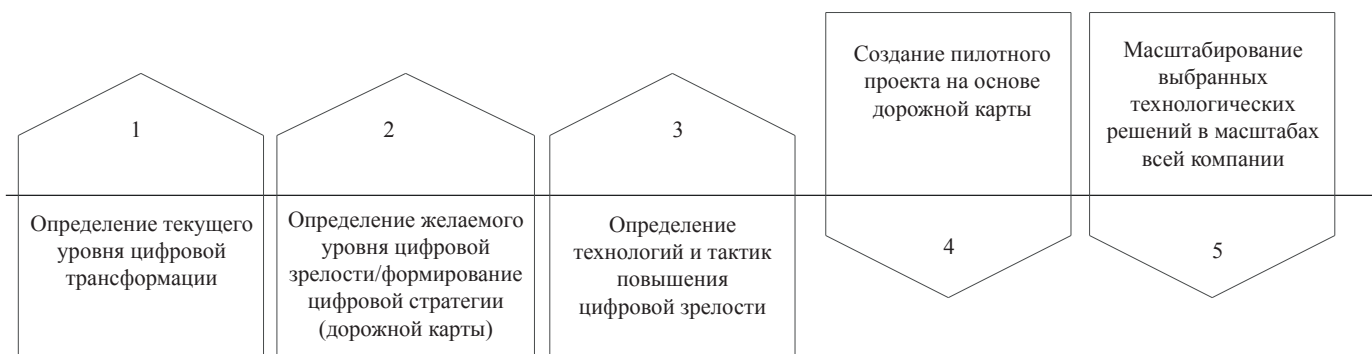 1
Определение текущего
уровня цифровой
трансформации
2
Определение желаемого
уровня цифровой
зрелости/формирование
цифровой стратегии
(дорожной карты)
3
Определение
технологий и тактик
повышения
цифровой зрелости
Создание пилотного
проекта на основе
дорожной карты
4
Масштабирование
выбранных
технологических
решений в масштабах
всей компании
5